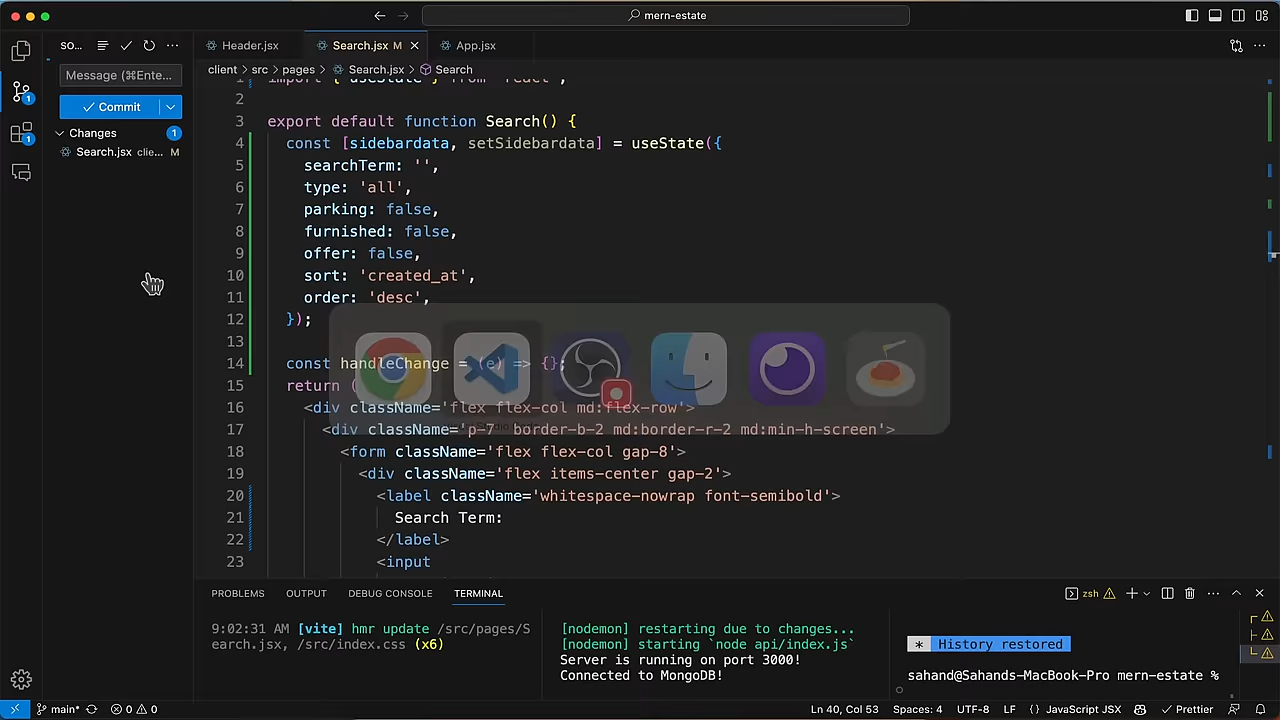 mern-estate
SO...
Header.jsx
Search.jsx M
App.jsx
client > src > pages > Search.jsx > Search
Message (⌘Ente...
Commit
Changes 1
Search.jsx clie... M
1
1
1 import { useState } from 'react';
2
3 export default function Search() {
4 const [sidebardata, setSidebardata] = useState({
5 searchTerm: '',
6 type: 'all',
7 parking: false,
8 furnished: false,
9 offer: false,
10 sort: 'created_at',
11 order: 'desc',
12 });
13
14 const handleChange = (e) => {};
15 return (
16 <div className='flex flex-col md:flex-row'>
17 <div className='p-7 border-b-2 md:border-r-2 md:min-h-screen'>
18 <form className='flex flex-col gap-8'>
19 <div className='flex items-center gap-2'>
20 <label className='whitespace-nowrap font-semibold'>
21 Search Term:
22 </label>
23 <input
PROBLEMS OUTPUT DEBUG CONSOLE TERMINAL
zsh
9:02:31 AM [vite] hmr update /src/pages/S
earch.jsx, /src/index.css (x6)
[nodemon] restarting due to changes...
[nodemon] starting `node api/index.js`
Server is running on port 3000!
Connected to MongoDB!
* History restored
sahand@Sahands-MacBook-Pro mern-estate %
main* 0 0
Ln 40, Col 53 Spaces: 4 UTF-8 LF {} JavaScript JSX Prettier